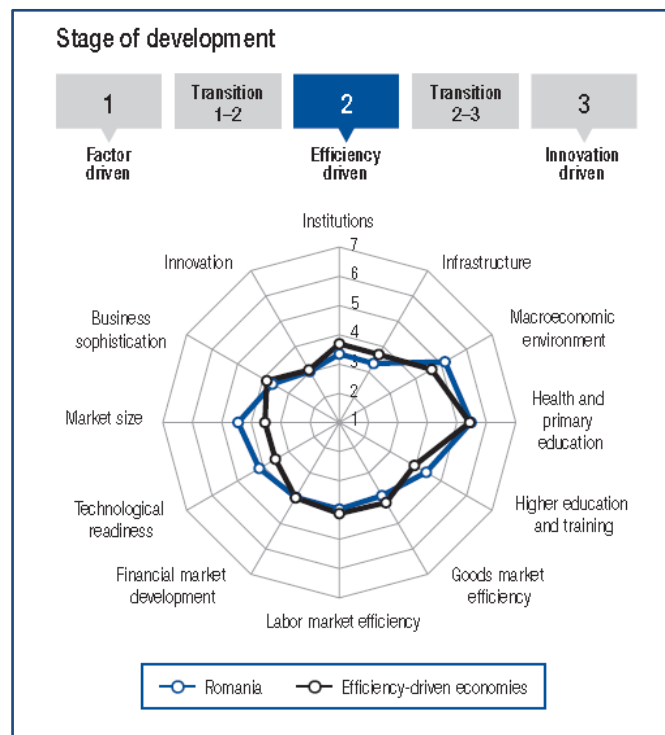 Stage of development
1
Transition
1–2
2
Transition
2–3
3
Factor
driven
Efficiency
driven
Innovation
driven
Institutions
Infrastructure
Macroeconomic
environment
Health and
primary
education
Higher education
and training
Goods market
efficiency
Labor market efficiency
Financial market
development
Technological
readiness
Market size
Business
sophistication
Innovation
7
6
5
4
3
2
1
Romania
Efficiency-driven economies